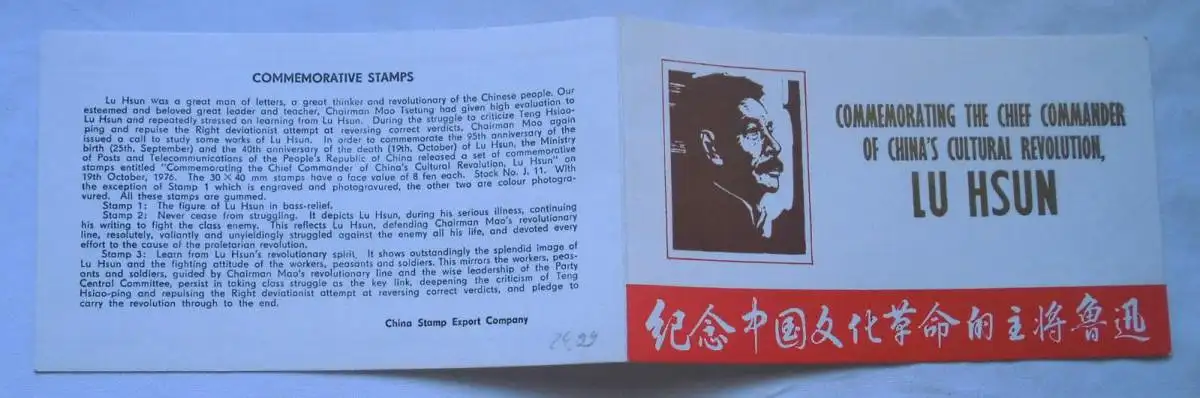 COMMEMORATIVE STAMPS
Lu Hsun was a great man of letters, a great thinker and revolutionary of the Chinese people. Our
esteemed and beloved great leader and teacher, Chairman Mao Tsetung had given high evaluation to
Lu Hsun and repeatedly stressed on learning from Lu Hsun. During the struggle to criticize Teng Hsiao-
ping and repulse the Right deviationist attempt at reversing correct verdicts, Chairman Mao again
issued a call to study some works of Lu Hsun. In order to commemorate the 95th anniversary of the
birth (25th, September) and the 40th anniversary of the death (19th, October) of Lu Hsun, the Ministry
of Posts and Telecommunications of the People's Republic of China released a set of commemorative
stamps entitled "Commemorating the Chief Commander of China's Cultural Revolution, Lu Hsun" on
19th October, 1976. The 30 × 40 mm stamps have a face value of 8 fen each. Stock No. J. 11. With
the exception of Stamp 1 which is engraved and photogravured, the other two are colour photogra-
vured. All these stamps are gummed.
Stamp 1: The figure of Lu Hsun in bass-relief.
Stamp 2: Never cease from struggling. It depicts Lu Hsun, during his serious illness, continuing
his writing to fight the class enemy. This reflects Lu Hsun, defending Chairman Mao's revolutionary
line, resolutely, valiantly and unyieldingly struggled against the enemy all his life, and devoted every
effort to the cause of the proletarian revolution.
Stamp 3: Learn from Lu Hsun's revolutionary spirit. It shows outstandingly the splendid image of
Lu Hsun and the fighting attitude of the workers, peasants and soldiers. This mirrors the workers, peas-
ants and soldiers, guided by Chairman Mao's revolutionary line and the wise leadership of the Party
Central Committee, persist in taking class struggle as the key link, deepening the criticism of Teng
Hsiao-ping and repulsing the Right deviationist attempt at reversing correct verdicts, and pledge to
carry the revolution through to the end.
China Stamp Export Company
COMMEMORATING THE CHIEF COMMANDER
OF CHINA'S CULTURAL REVOLUTION,
LU HSUN
纪念中国文化革命的主将鲁迅